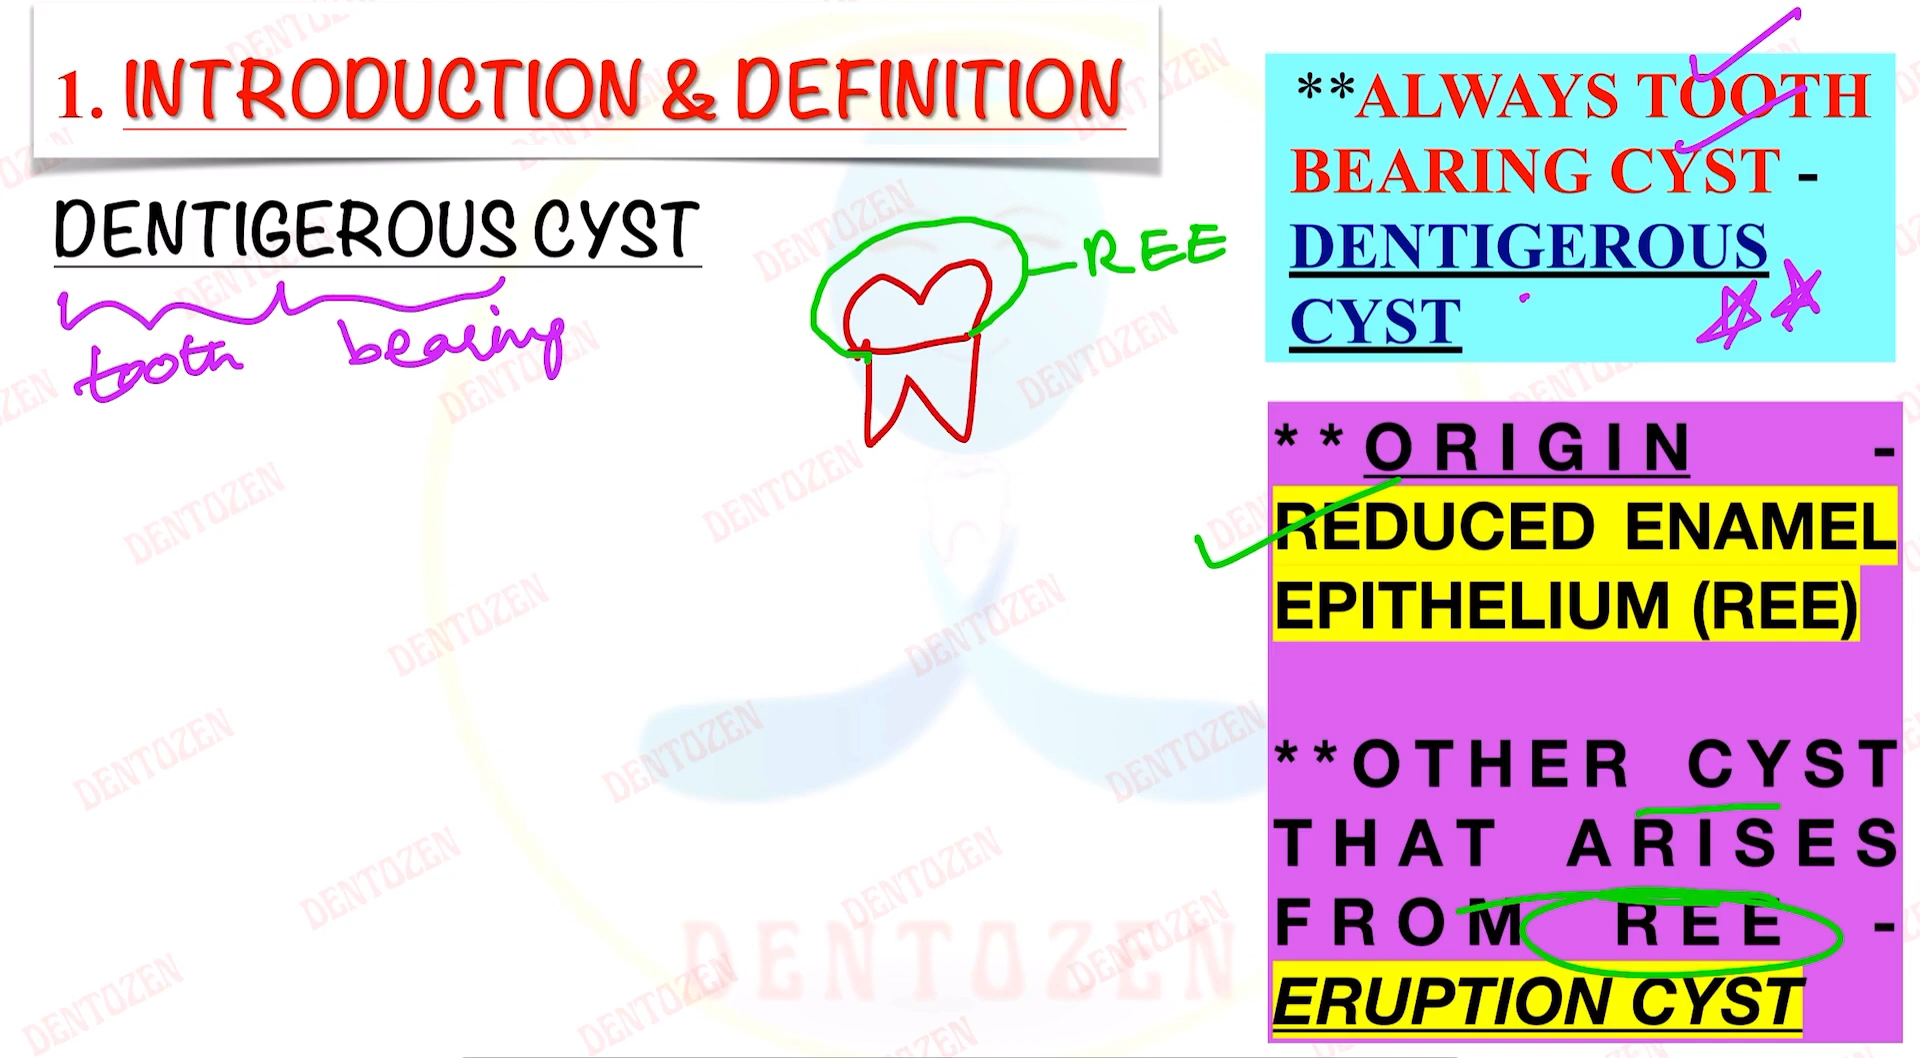 1. INTRODUCTION & DEFINITION
DENTIGEROUS CYST
tooth bearing
REE
**ALWAYS TOOTH
BEARING CYST -
DENTIGEROUS
CYST
**ORIGIN -
REDUCED ENAMEL
EPITHELIUM (REE)
**OTHER CYST
THAT ARISES
FROM REE -
ERUPTION CYST
DENTOZEN